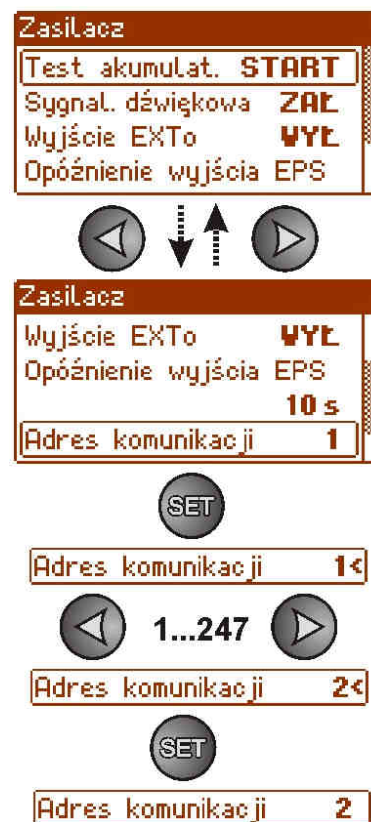 Zasilacz
Test akumulat. START
Sygnal. dźwiękowa ZAŁ
Wyjście EXTo WYŁ
Opóźnienie wyjścia EPS
Zasilacz
Wyjście EXTo WYŁ
Opóźnienie wyjścia EPS
10 s
Adres komunikacji 1
SET
Adres komunikacji 1<
1...247
Adres komunikacji 2<
SET
Adres komunikacji 2